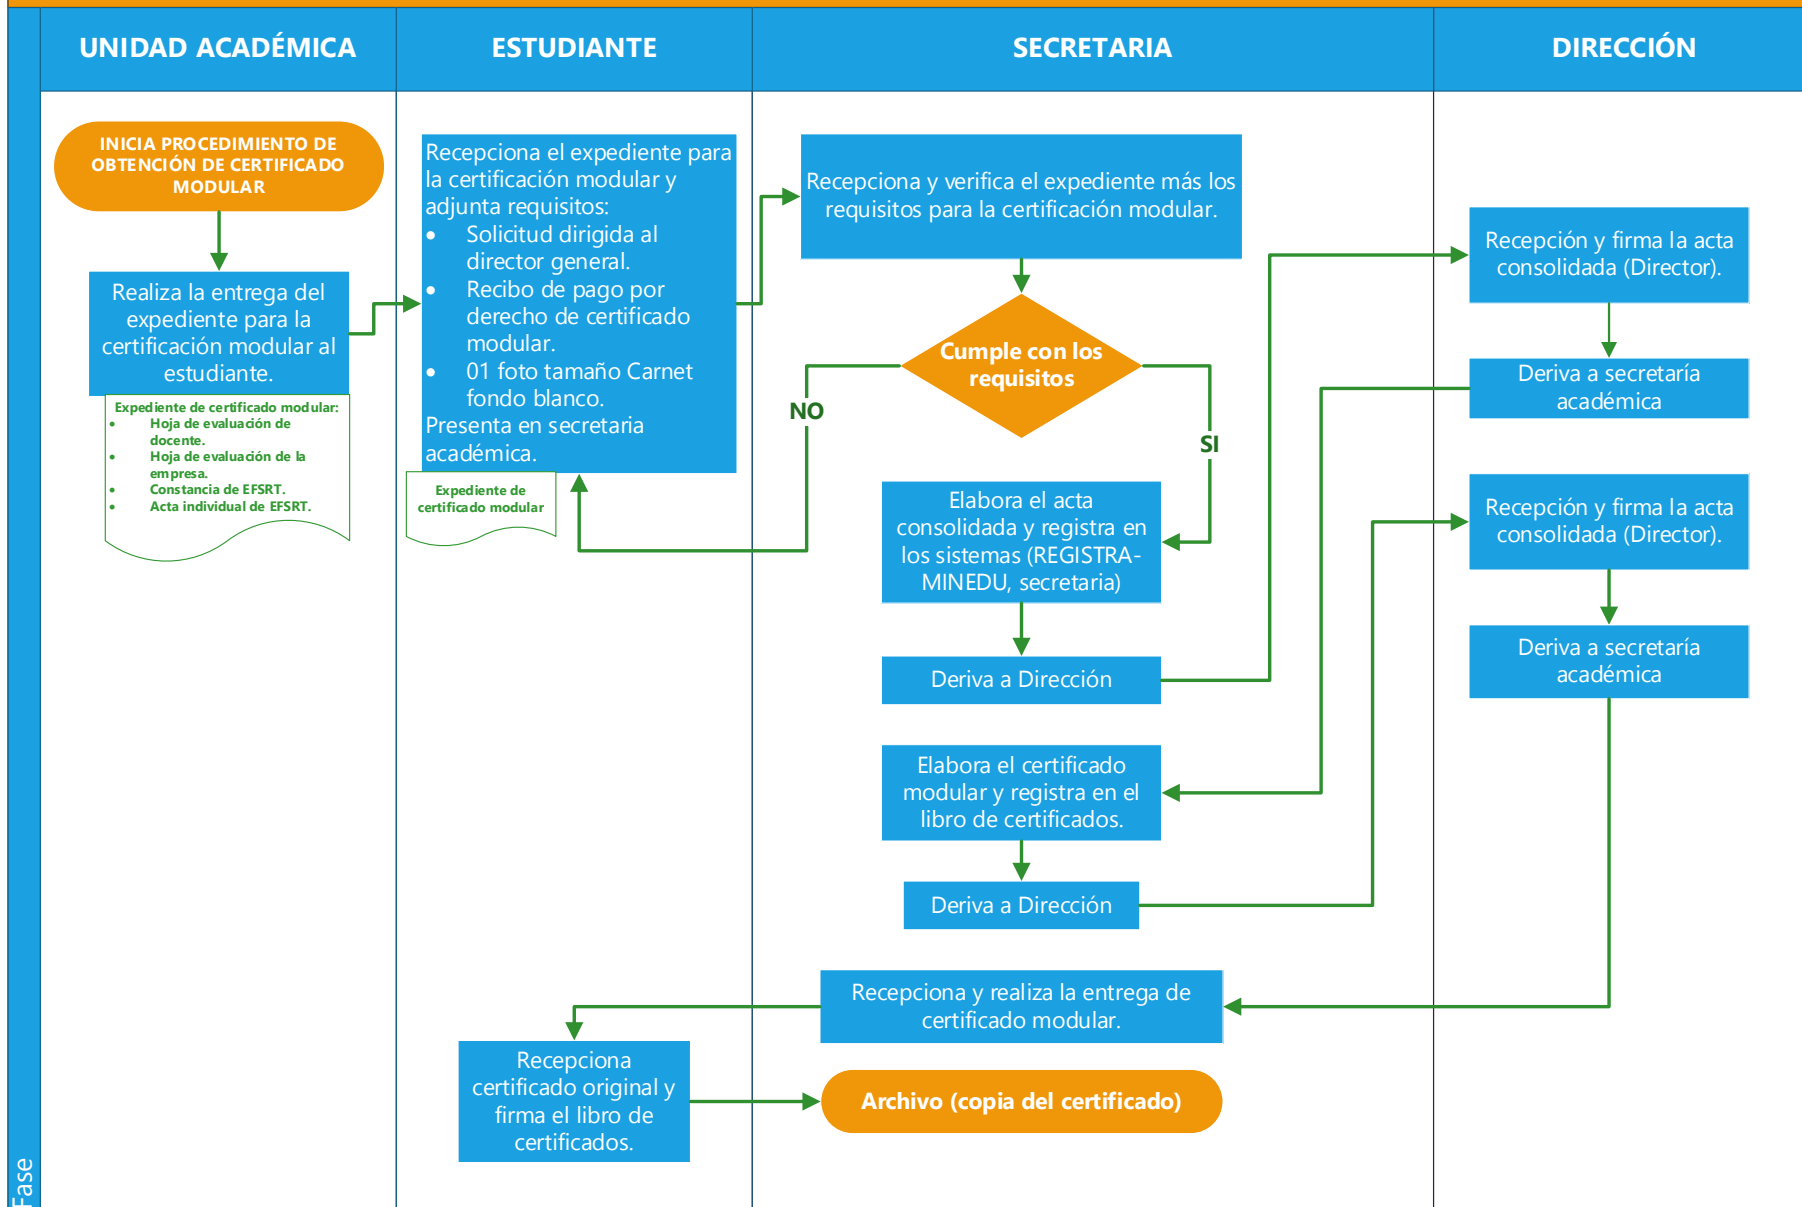 UNIDAD ACADÉMICA
ESTUDIANTE
SECRETARIA
DIRECCIÓN
INICIA PROCEDIMIENTO DE
OBTENCIÓN DE CERTIFICADO
MODULAR
Realiza la entrega del
expediente para la
certificación modular al
estudiante.
Expediente de certificado modular:
• Hoja de evaluación de
docente.
• Hoja de evaluación de la
empresa.
• Constancia de EFSRT.
• Acta individual de EFSRT.
Recepciona el expediente para
la certificación modular y
adjunta requisitos:
• Solicitud dirigida al
director general.
• Recibo de pago por
derecho de certificado
modular.
• 01 foto tamaño Carnet
fondo blanco.
Presenta en secretaria
académica.
Expediente de
certificado modular
Recepciona y verifica el expediente más los
requisitos para la certificación modular.
Cumple con los
requisitos
NO
SI
Elabora el acta
consolidada y registra en
los sistemas (REGISTRA-
MINEDU, secretaria)
Deriva a Dirección
Recepción y firma la acta
consolidada (Director).
Deriva a secretaría
académica
Elabora el certificado
modular y registra en el
libro de certificados.
Deriva a Dirección
Recepción y firma la acta
consolidada (Director).
Deriva a secretaría
académica
Recepciona y realiza la entrega de
certificado modular.
Recepciona
certificado original y
firma el libro de
certificados.
Archivo (copia del certificado)
Fase